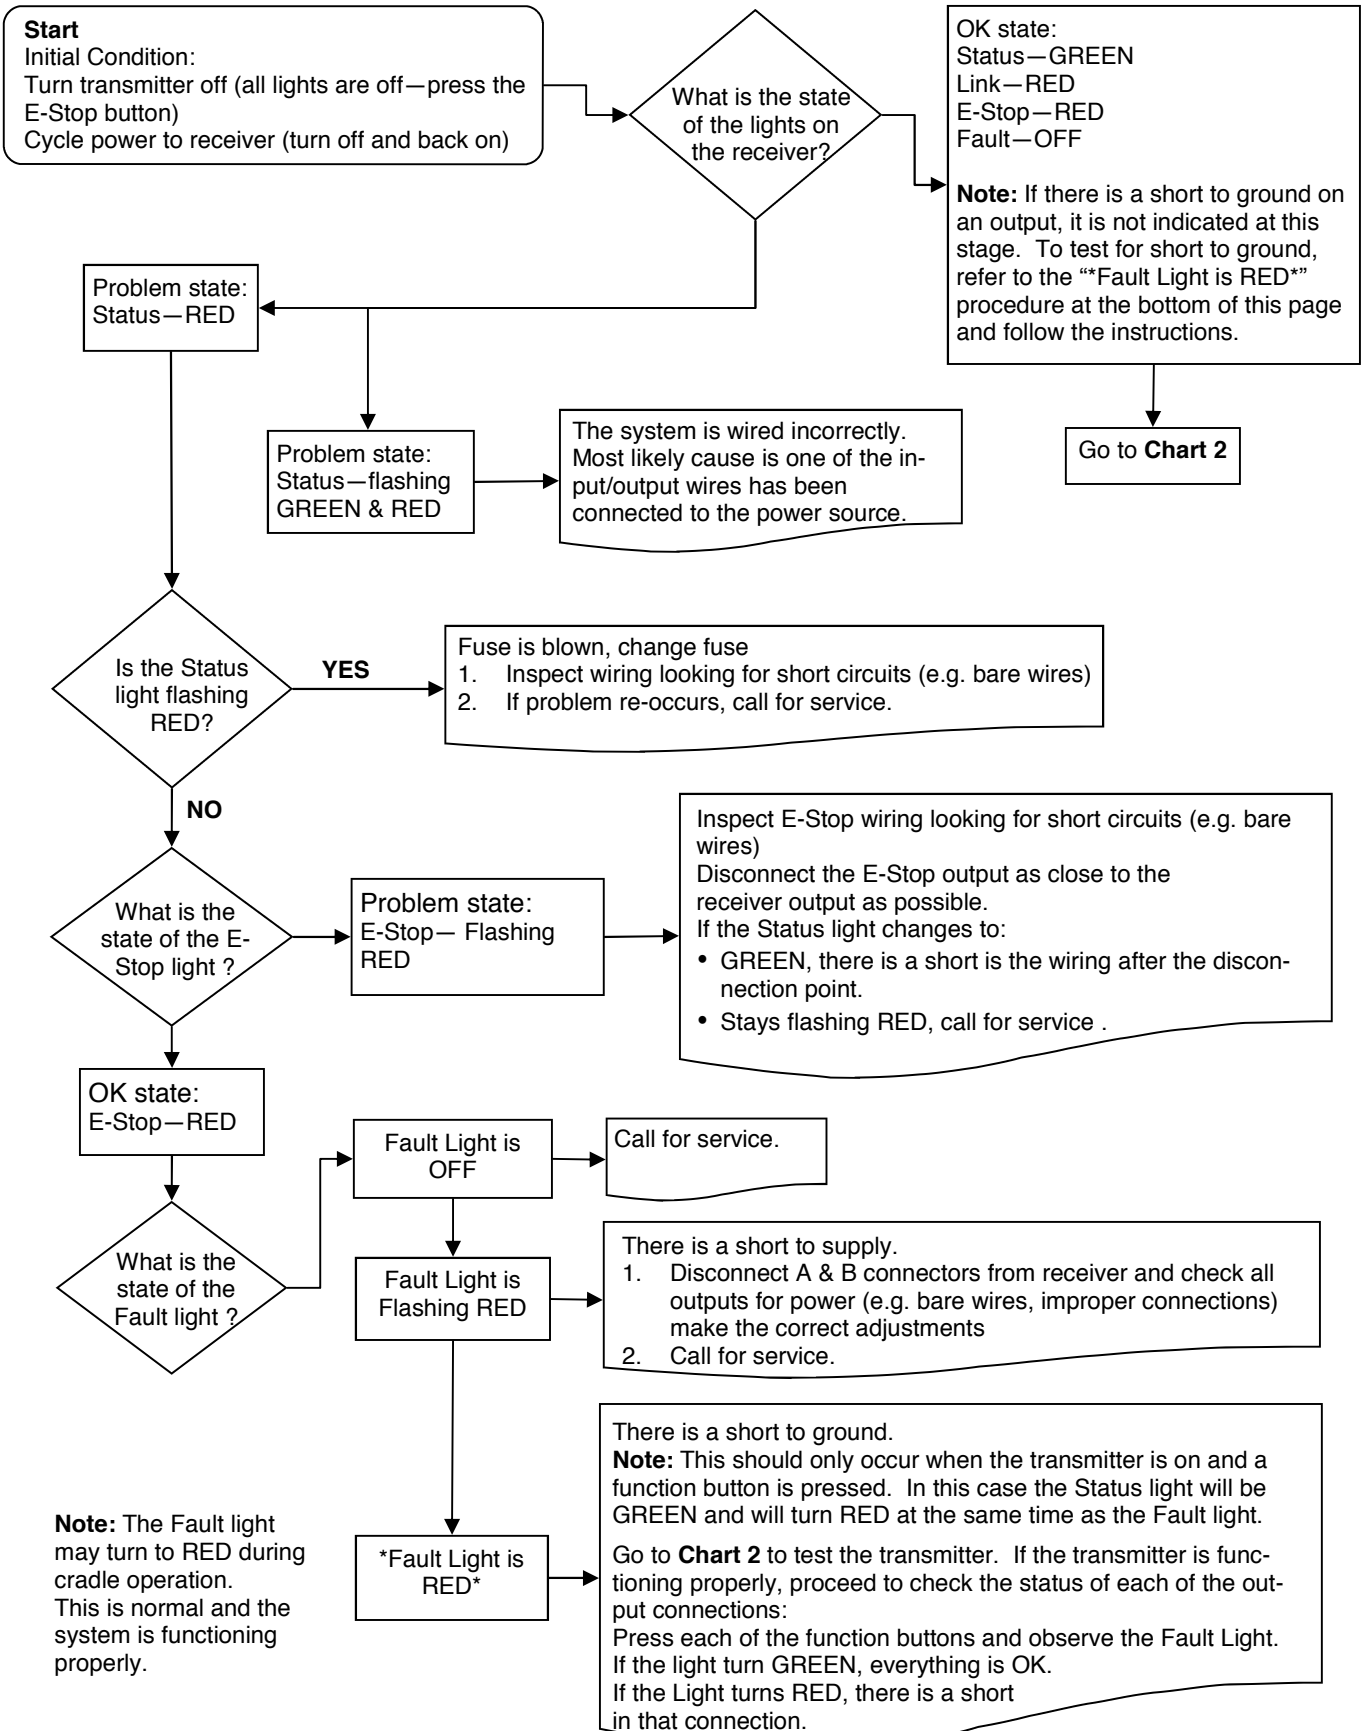 Start
Initial Condition:
Turn transmitter off (all lights are off—press the
E-Stop button)
Cycle power to receiver (turn off and back on)
What is the state
of the lights on
the receiver?
OK state:
Status—GREEN
Link—RED
E-Stop—RED
Fault—OFF
Note: If there is a short to ground on
an output, it is not indicated at this
stage. To test for short to ground,
refer to the “*Fault Light is RED*”
procedure at the bottom of this page
and follow the instructions.
Go to Chart 2
Problem state:
Status—RED
Problem state:
Status—flashing
GREEN & RED
The system is wired incorrectly.
Most likely cause is one of the in-
put/output wires has been
connected to the power source.
Is the Status
light flashing
RED?
YES
Fuse is blown, change fuse
1. Inspect wiring looking for short circuits (e.g. bare wires)
2. If problem re-occurs, call for service.
NO
What is the
state of the E-
Stop light ?
Problem state:
E-Stop— Flashing
RED
Inspect E-Stop wiring looking for short circuits (e.g. bare
wires)
Disconnect the E-Stop output as close to the
receiver output as possible.
If the Status light changes to:
• GREEN, there is a short is the wiring after the discon-
nection point.
• Stays flashing RED, call for service .
OK state:
E-Stop—RED
What is the
state of the
Fault light ?
Fault Light is
OFF
Call for service.
Fault Light is
Flashing RED
There is a short to supply.
1. Disconnect A & B connectors from receiver and check all
outputs for power (e.g. bare wires, improper connections)
make the correct adjustments
2. Call for service.
*Fault Light is
RED*
There is a short to ground.
Note: This should only occur when the transmitter is on and a
function button is pressed. In this case the Status light will be
GREEN and will turn RED at the same time as the Fault light.
Go to Chart 2 to test the transmitter. If the transmitter is func-
tioning properly, proceed to check the status of each of the out-
put connections:
Press each of the function buttons and observe the Fault Light.
If the light turn GREEN, everything is OK.
If the Light turns RED, there is a short
in that connection.
Note: The Fault light
may turn to RED during
cradle operation.
This is normal and the
system is functioning
properly.